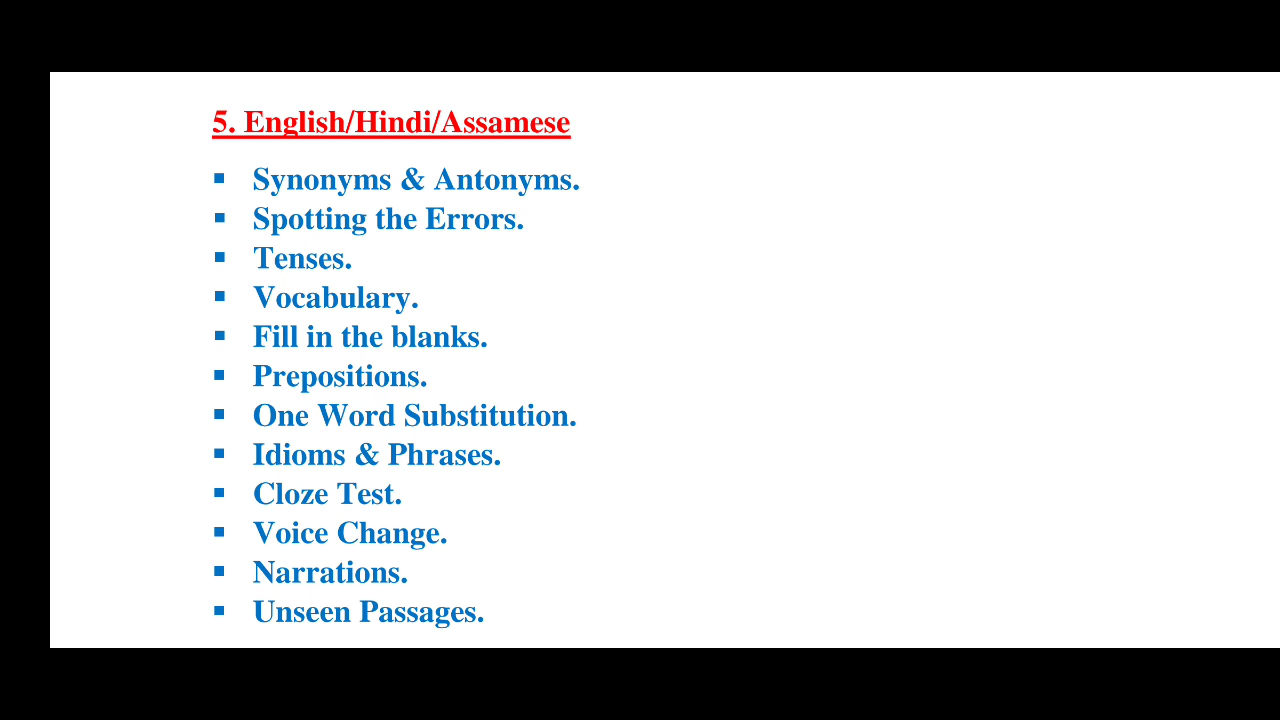 5. English/Hindi/Assamese
▪ Synonyms & Antonyms.
▪ Spotting the Errors.
▪ Tenses.
▪ Vocabulary.
▪ Fill in the blanks.
▪ Prepositions.
▪ One Word Substitution.
▪ Idioms & Phrases.
▪ Cloze Test.
▪ Voice Change.
▪ Narrations.
▪ Unseen Passages.